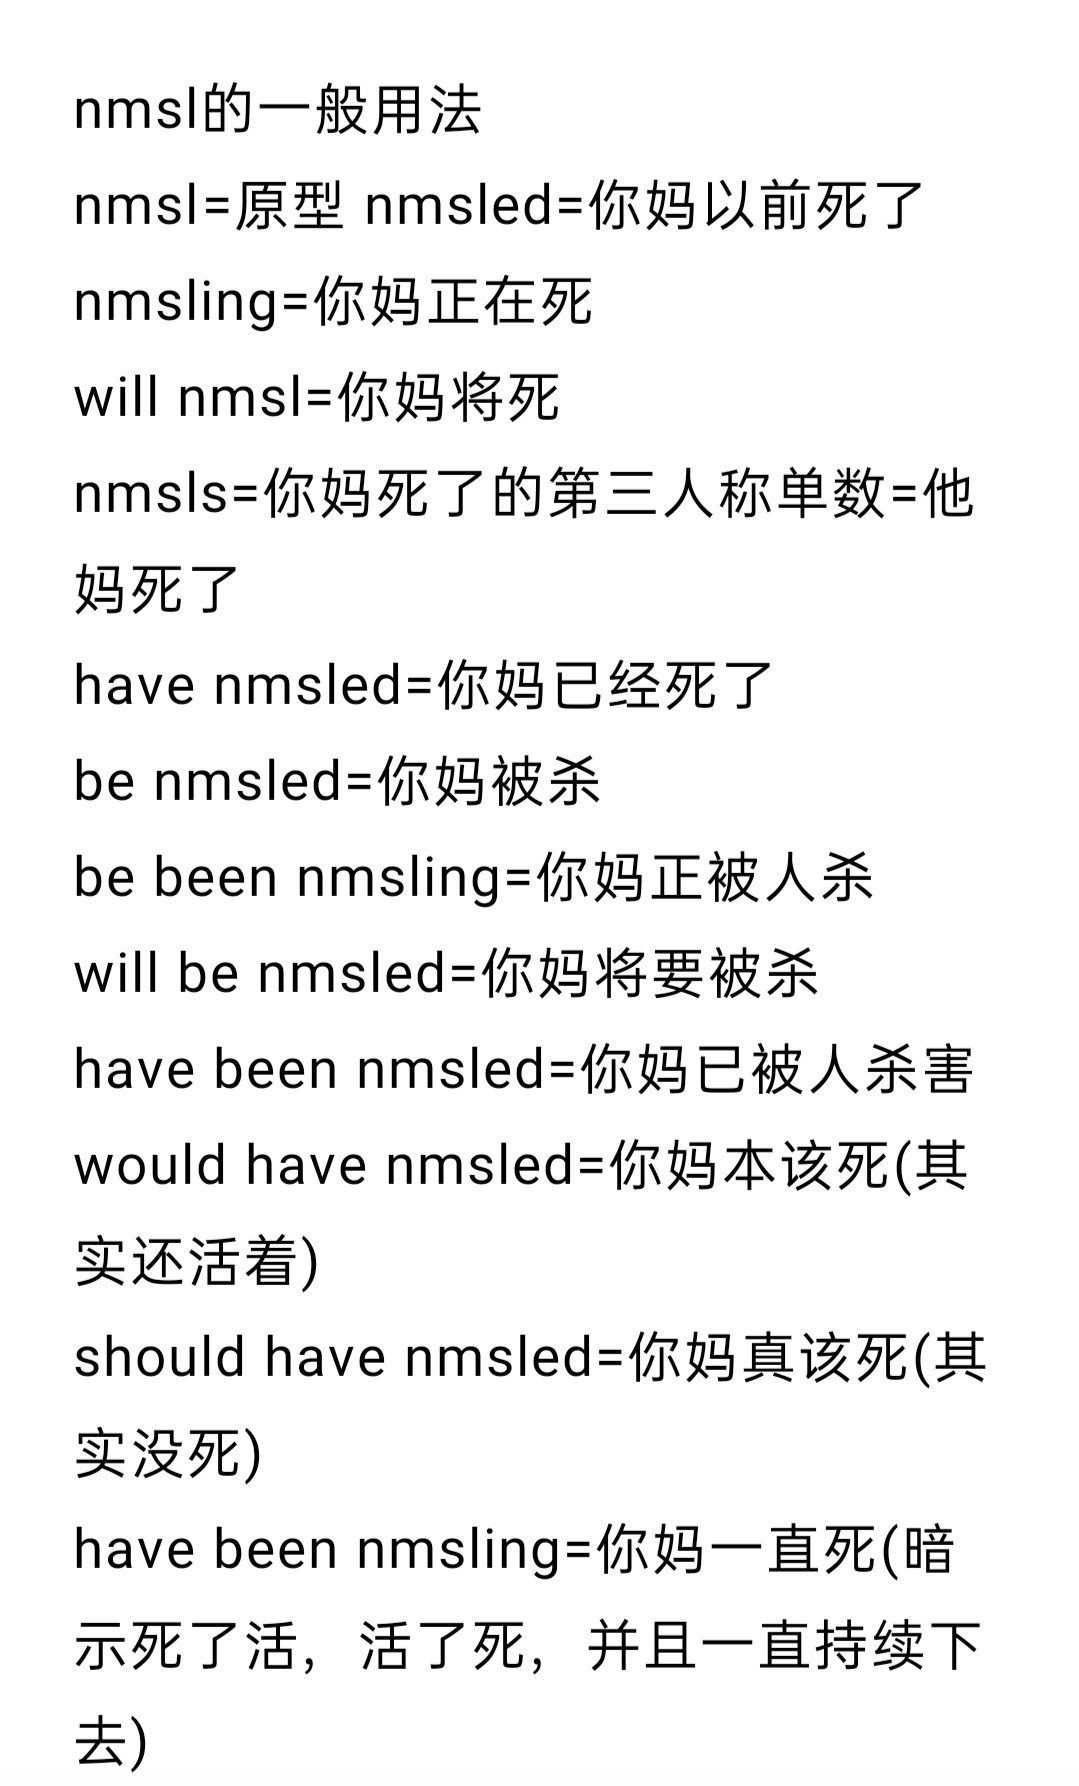 nmsl的一般用法
nmsl=原型 nmsled=你妈以前死了
nmsling=你妈正在死
will nmsl=你妈将死
nmsls=你妈死了的第三人称单数=他
妈死了
have nmsled=你妈已经死了
be nmsled=你妈被杀
be been nmsling=你妈正被人杀
will be nmsled=你妈将要被杀
have been nmsled=你妈已被人杀害
would have nmsled=你妈本该死(其
实还活着)
should have nmsled=你妈真该死(其
实没死)
have been nmsling=你妈一直死(暗
示死了活，活了死，并且一直持续下
去)